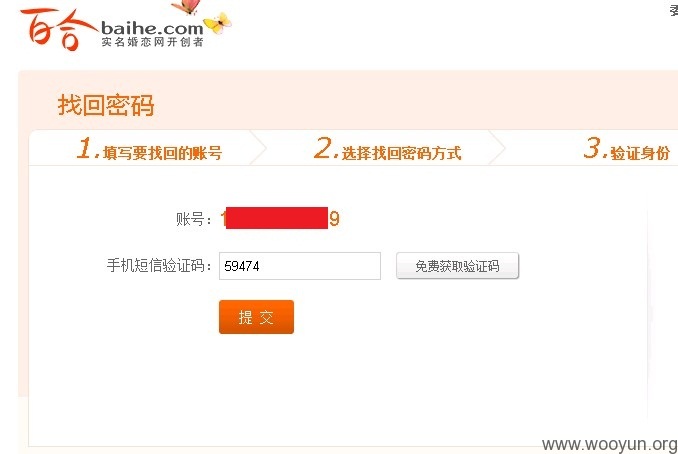 百合 baihe.com
实名婚恋网开创者
找回密码
1.填写要找回的账号 2.选择找回密码方式 3.验证身份
账号：1 9
手机短信验证码： 59474 免费获取验证码
提 交
www.wooyun.org